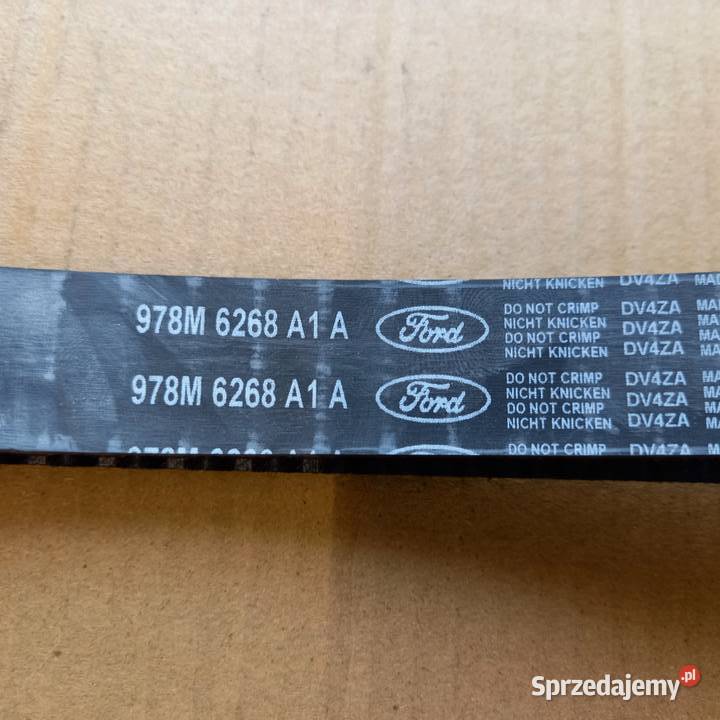 NICHT KNICKEN DV4ZA
978M 6268 A1 A Ford DO NOT CRIMP DV4ZA
NICHT KNICKEN
DO NOT CRIMP DV4ZA
NICHT KNICKEN
978M 6268 A1 A Ford DO NOT CRIMP DV4ZA
NICHT KNICKEN
DO NOT CRIMP DV4ZA
NICHT KNICKEN
DO NOT CRIMP DV4ZA
Sprzedajemy.pl